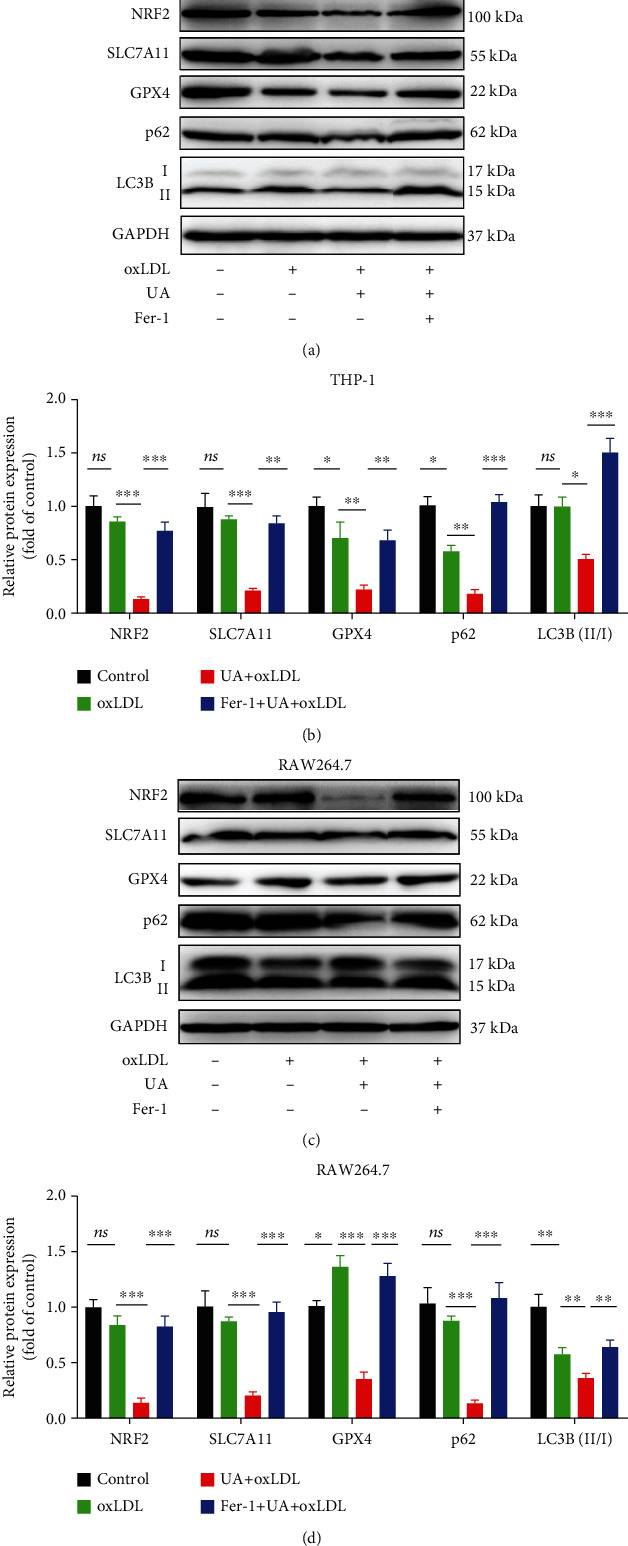 NRF2 100 kDa
SLC7A11 55 kDa
GPX4 22 kDa
p62 62 kDa
LC3B I 17 kDa
II 15 kDa
GAPDH 37 kDa
oxLDL – + + +
UA – – + +
Fer-1 – – – +
(a)
THP-1
Relative protein expression
(fold of control)
2.0
1.5
1.0
0.5
0.0
ns *** *** ns *** ** * ** ** * ** *** ns * ***
NRF2 SLC7A11 GPX4 p62 LC3B (II/I)
Control UA+oxLDL
oxLDL Fer-1+UA+oxLDL
(b)
RAW264.7
NRF2 100 kDa
SLC7A11 55 kDa
GPX4 22 kDa
p62 62 kDa
LC3B I 17 kDa
II 15 kDa
GAPDH 37 kDa
oxLDL – + + +
UA – – + +
Fer-1 – – – +
(c)
RAW264.7
Relative protein expression
(fold of control)
2.0
1.5
1.0
0.5
0.0
ns *** *** ns *** *** * *** *** ns *** *** ** ** **
NRF2 SLC7A11 GPX4 p62 LC3B (II/I)
Control UA+oxLDL
oxLDL Fer-1+UA+oxLDL
(d)